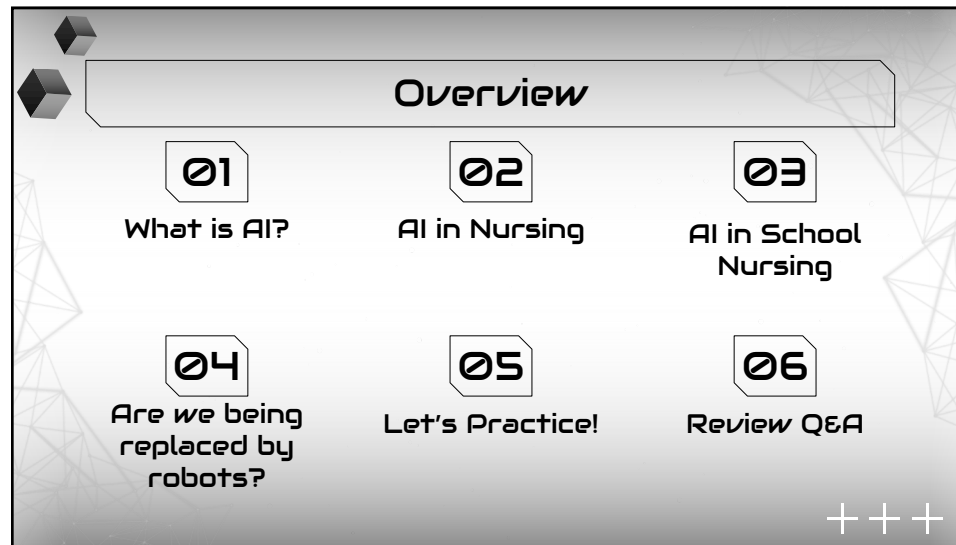 Overview
01
What is AI?
02
AI in Nursing
03
AI in School
Nursing
04
Are we being
replaced by
robots?
05
Let's Practice!
06
Review Q&A